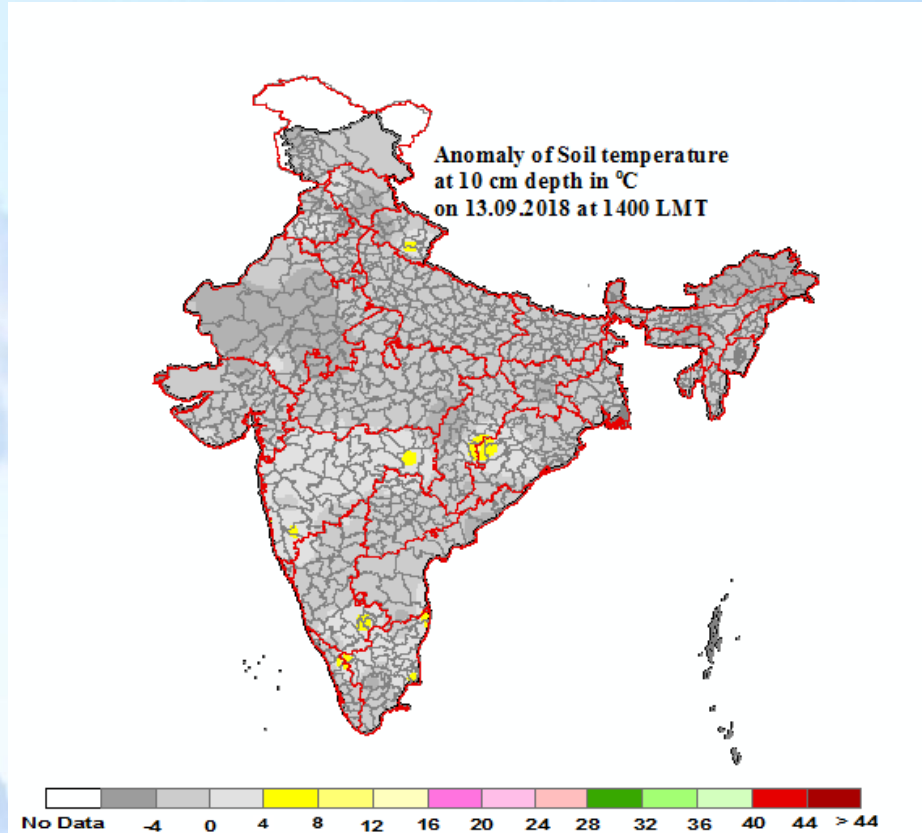 Anomaly of Soil temperature
at 10 cm depth in ⁰C
on 13.09.2018 at 1400 LMT
No Data -4 0 4 8 12 16 20 24 28 32 36 40 44 > 44